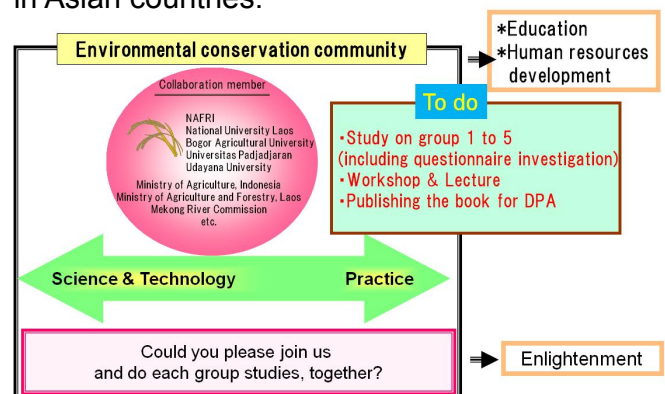 in Asian countries.
Environmental conservation community
*Education
*Human resources
development
Collaboration member
NAFRI
National University Laos
Bogor Agricultural University
Universitas Padjadjaran
Udayana University
Ministry of Agriculture, Indonesia
Ministry of Agriculture and Forestry, Laos
Mekong River Commission
etc.
To do
・Study on group 1 to 5
(including questionnaire investigation)
・Workshop & Lecture
・Publishing the book for DPA
Science & Technology
Practice
Could you please join us
and do each group studies, together?
Enlightenment